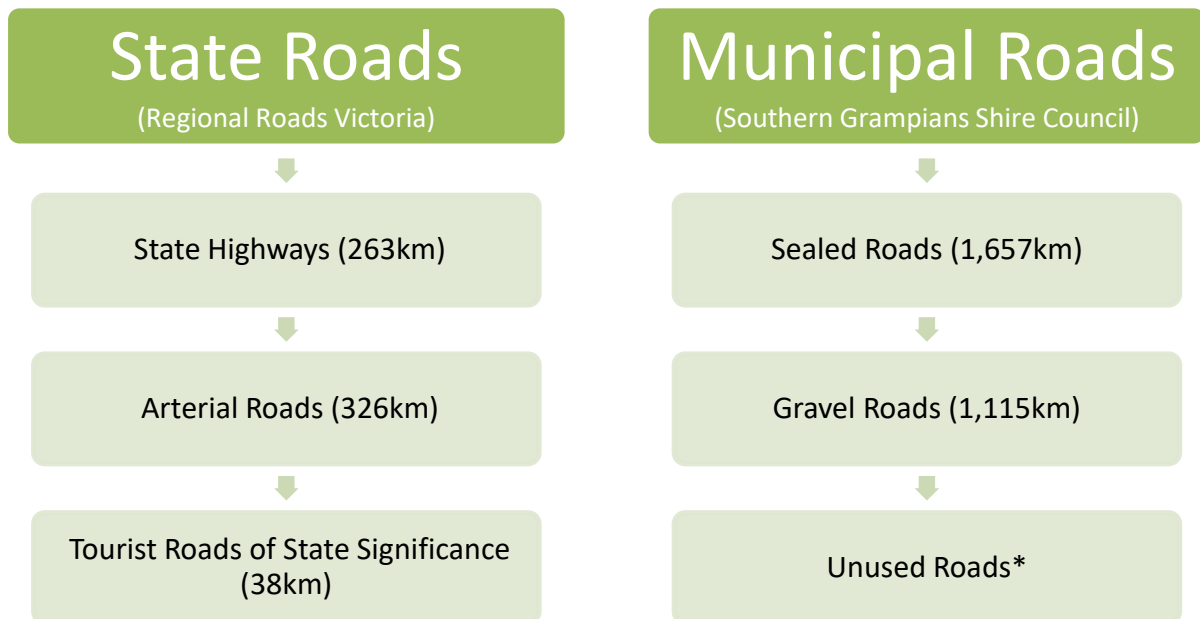 State Roads
(Regional Roads Victoria)
State Highways (263km)
Arterial Roads (326km)
Tourist Roads of State Significance
(38km)
Municipal Roads
(Southern Grampians Shire Council)
Sealed Roads (1,657km)
Gravel Roads (1,115km)
Unused Roads*